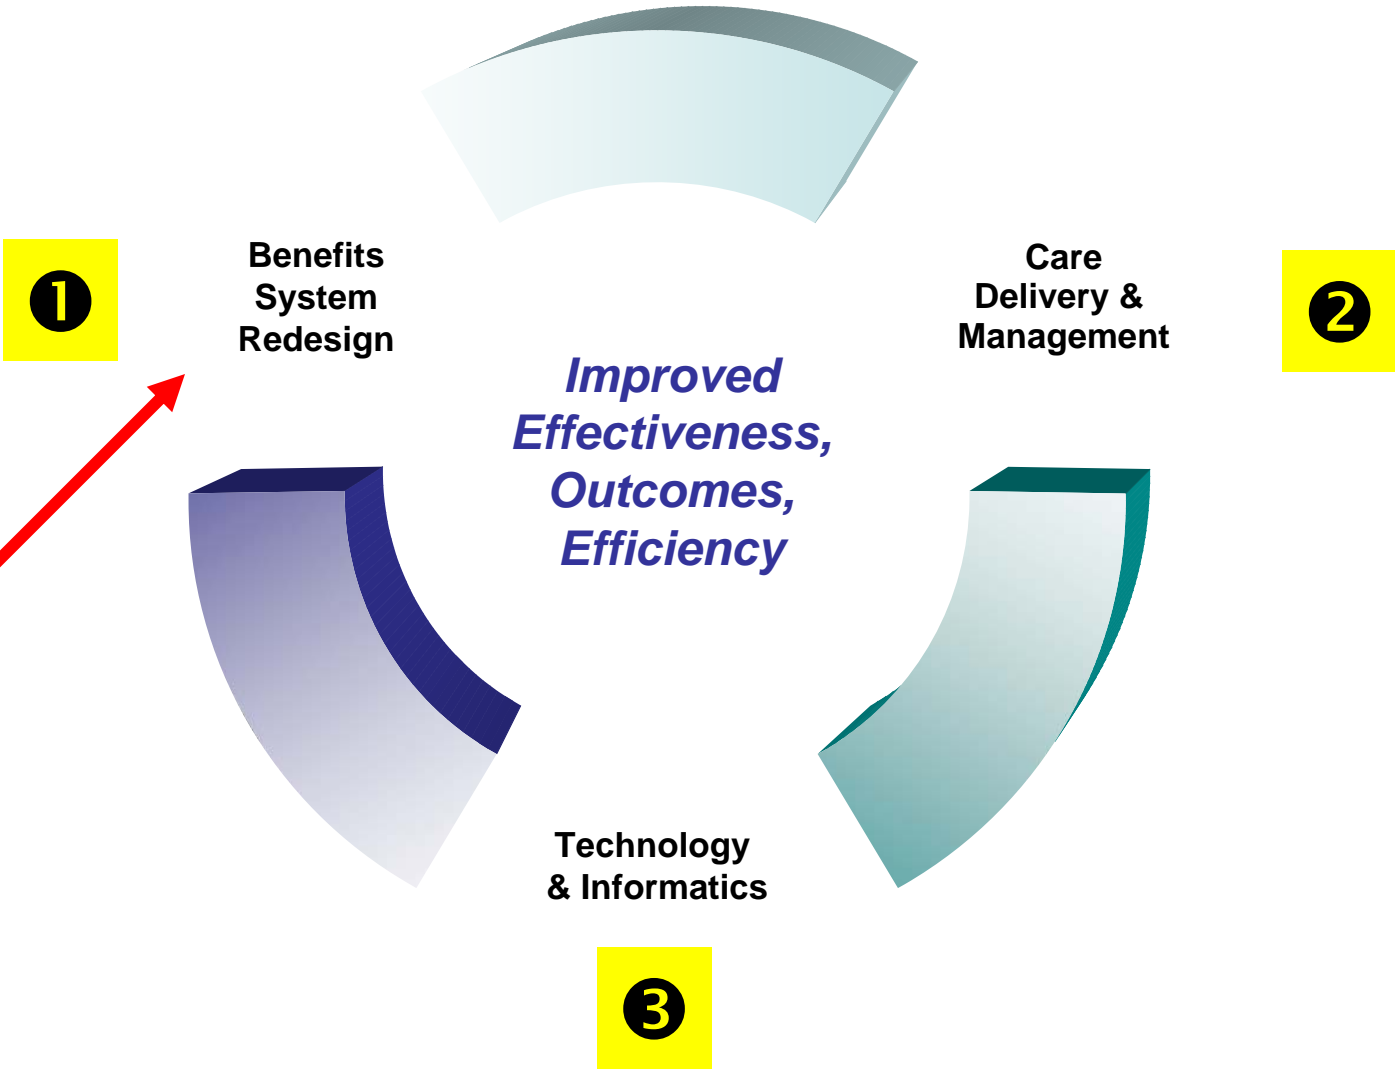 ❶
Benefits
System
Redesign
Care
Delivery &
Management
❷
Improved
Effectiveness,
Outcomes,
Efficiency
Technology
& Informatics
❸